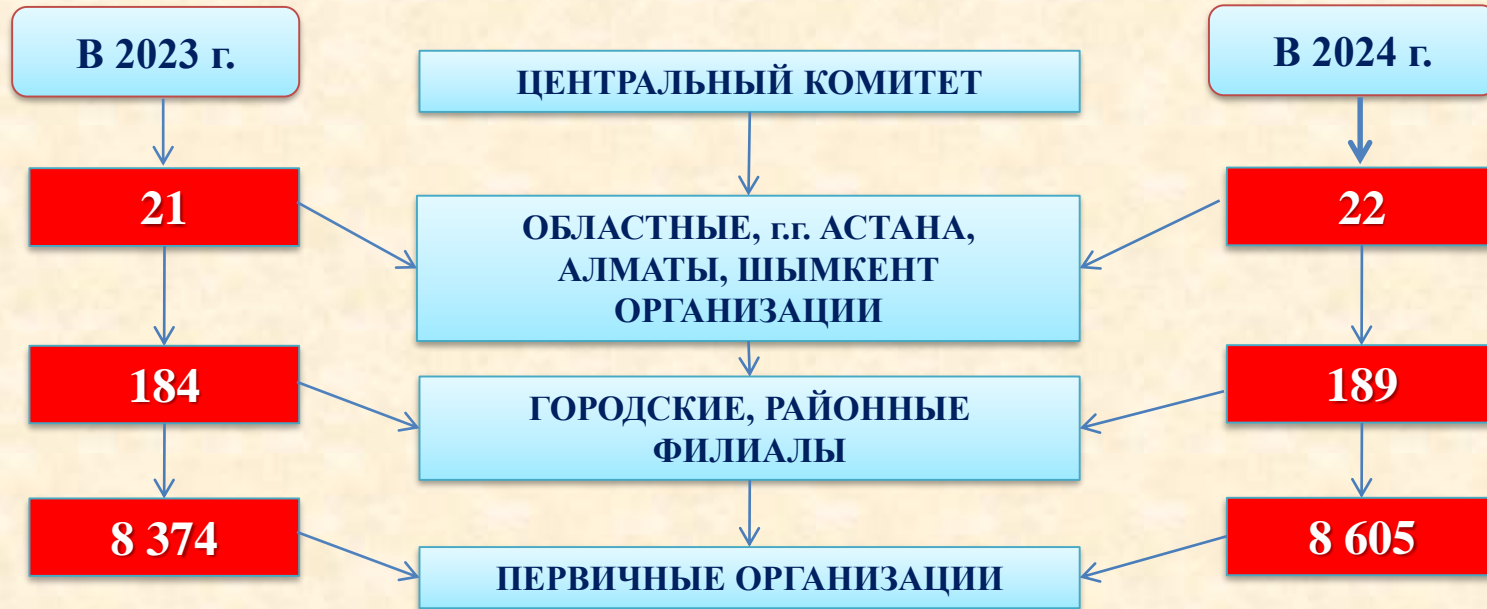 В 2023 г.
ЦЕНТРАЛЬНЫЙ КОМИТЕТ
В 2024 г.
21
ОБЛАСТНЫЕ, г.г. АСТАНА,
АЛМАТЫ, ШЫМКЕНТ
ОРГАНИЗАЦИИ
22
184
ГОРОДСКИЕ, РАЙОННЫЕ
ФИЛИАЛЫ
189
8 374
ПЕРВИЧНЫЕ ОРГАНИЗАЦИИ
8 605